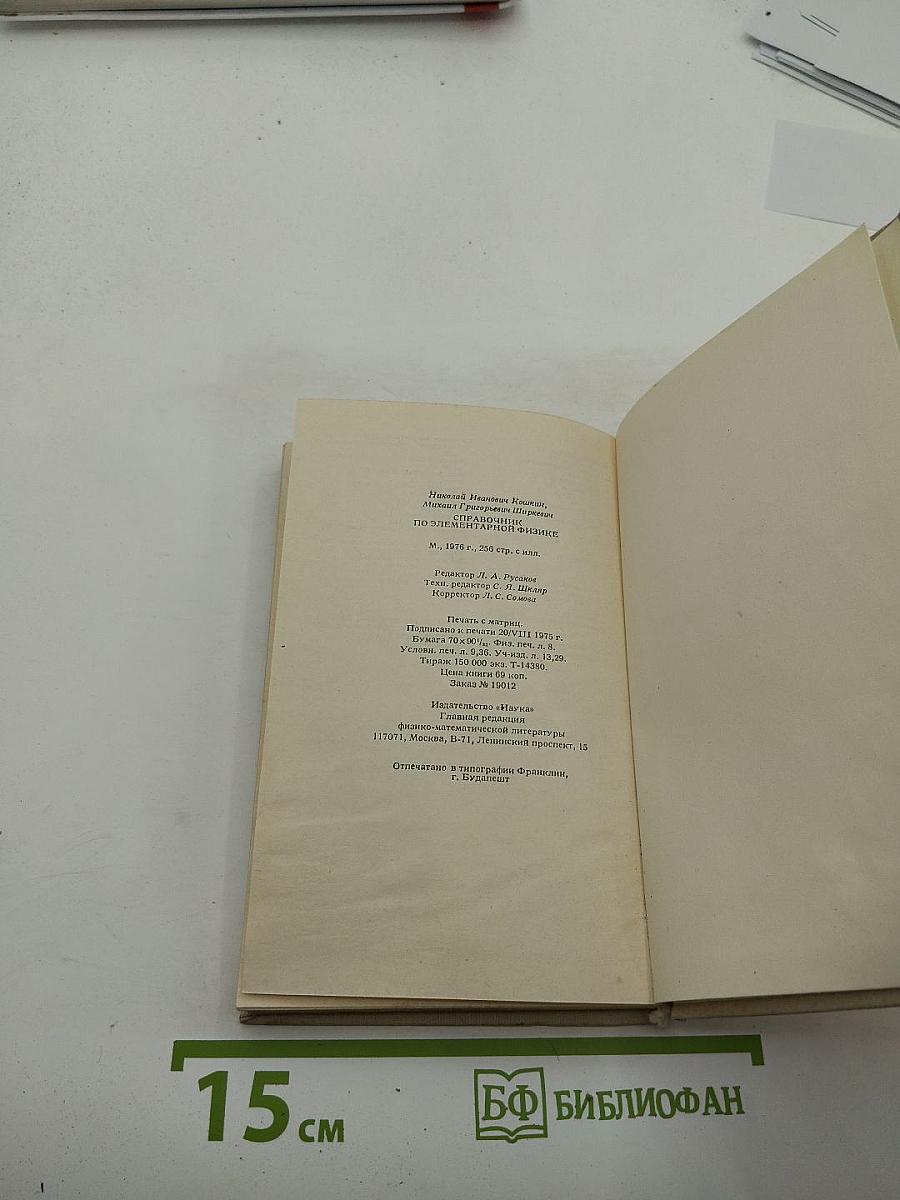 Николай Иванович Кошкин,
Михаил Григорьевич Ширкевич
СПРАВОЧНИК
ПО ЭЛЕМЕНТАРНОЙ ФИЗИКЕ
М., 1976 г., 256 стр. с илл.
Редактор Л. А. Русаков
Техн. редактор С. Я. Шкляр
Корректор Л. С. Сомова
Печать с матриц.
Подписано к печати 20/VIII 1975 г.
Бумага 70×90¹/₃₂. Физ. печ. л. 8.
Условн. печ. л. 9,36. Уч-изд. л. 13,29.
Тираж 150 000 экз. Т-14380.
Цена книги 69 коп.
Заказ № 19012
Издательство «Наука»
Главная редакция
физико-математической литературы
117071, Москва, В-71, Ленинский проспект, 15
Отпечатано в типографии Франклин,
г. Будапешт
15 см
БФ БИБЛИОФАН